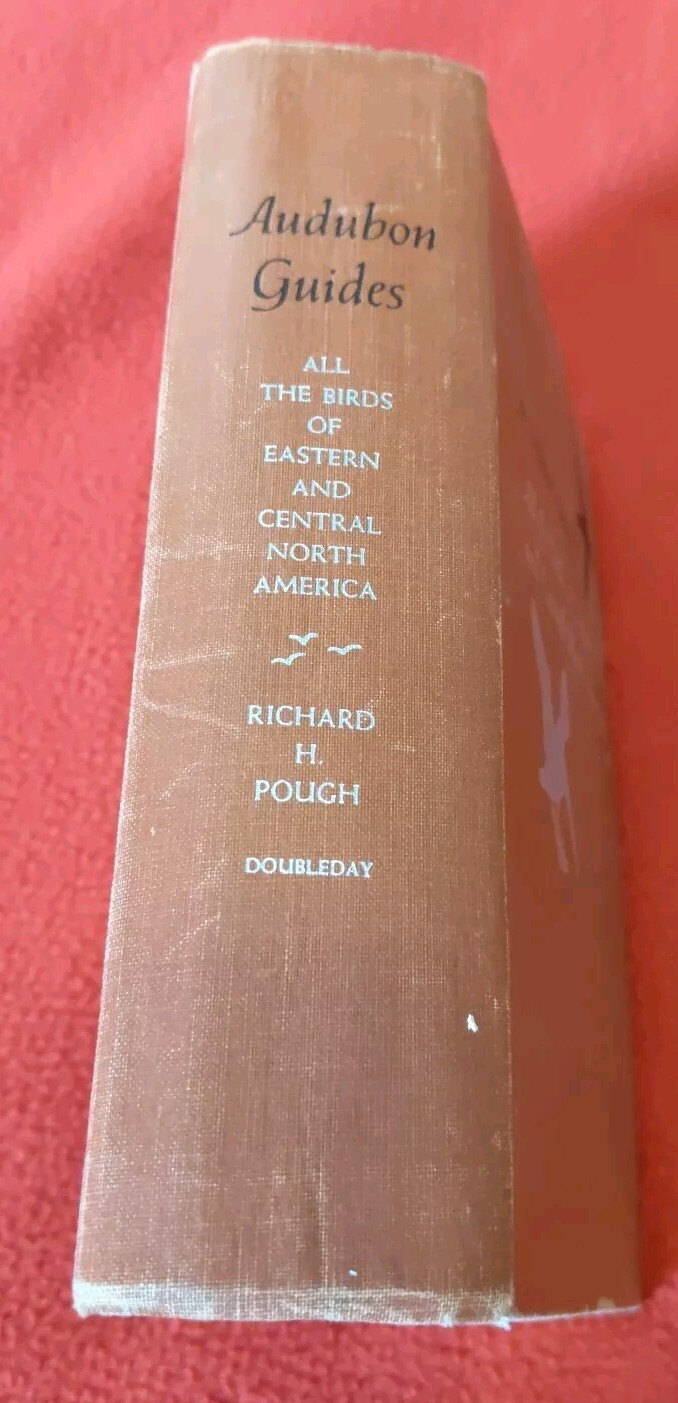 Audubon
Guides
ALL
THE BIRDS
OF
EASTERN
AND
CENTRAL
NORTH
AMERICA
RICHARD
H.
POUGH
DOUBLEDAY